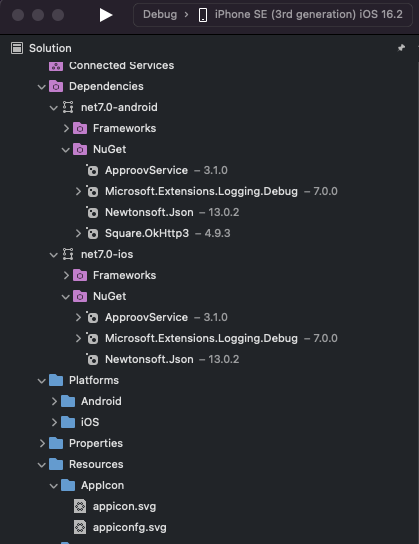 Debug › iPhone SE (3rd generation) iOS 16.2
Solution
Connected Services
Dependencies
net7.0-android
Frameworks
NuGet
ApproovService – 3.1.0
Microsoft.Extensions.Logging.Debug – 7.0.0
Newtonsoft.Json – 13.0.2
Square.OkHttp3 – 4.9.3
net7.0-ios
Frameworks
NuGet
ApproovService – 3.1.0
Microsoft.Extensions.Logging.Debug – 7.0.0
Newtonsoft.Json – 13.0.2
Platforms
Android
iOS
Properties
Resources
AppIcon
appicon.svg
appiconfg.svg